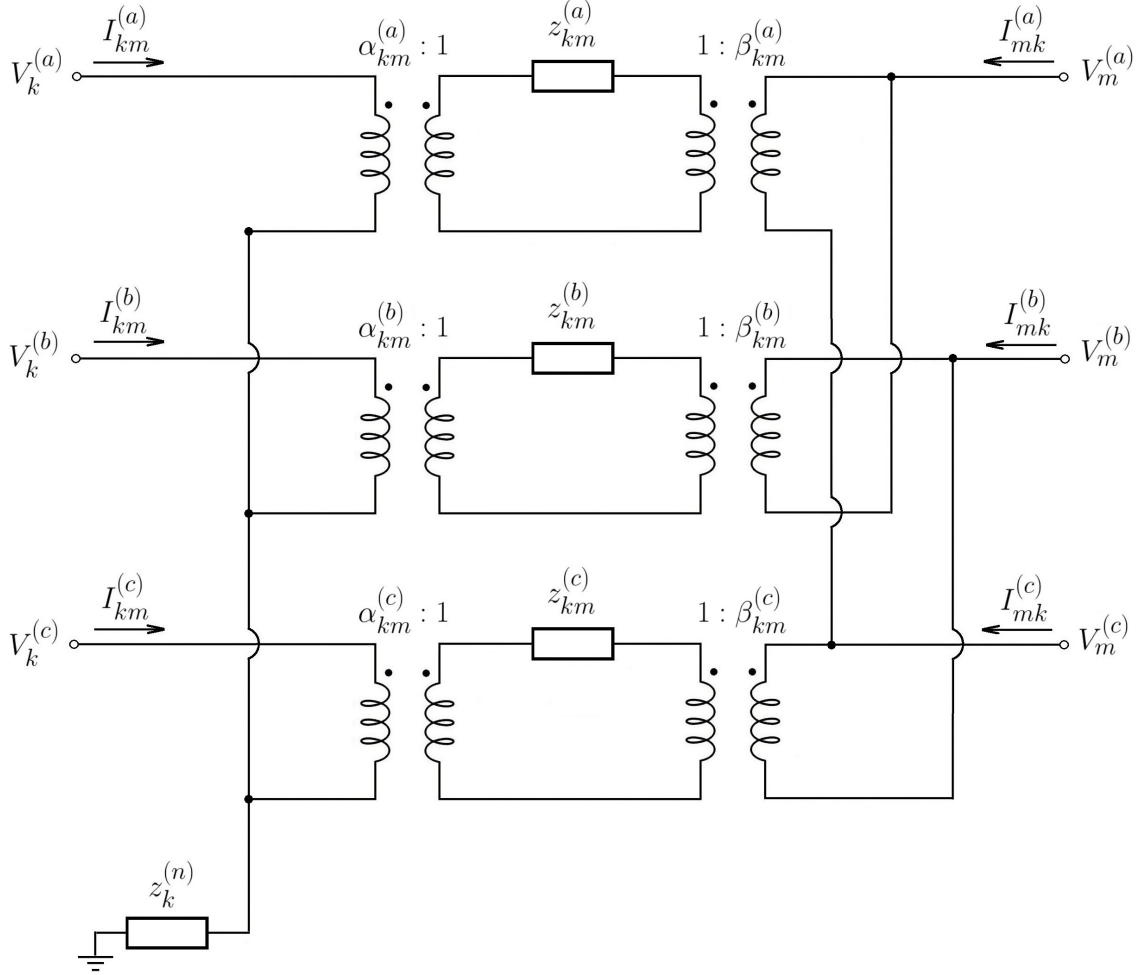 I_{km}^{(a)} α_{km}^{(a)} : 1 z_{km}^{(a)} 1 : β_{km}^{(a)} I_{mk}^{(a)}
V_k^{(a)} V_m^{(a)}
I_{km}^{(b)} α_{km}^{(b)} : 1 z_{km}^{(b)} 1 : β_{km}^{(b)} I_{mk}^{(b)}
V_k^{(b)} V_m^{(b)}
I_{km}^{(c)} α_{km}^{(c)} : 1 z_{km}^{(c)} 1 : β_{km}^{(c)} I_{mk}^{(c)}
V_k^{(c)} V_m^{(c)}
z_k^{(n)}